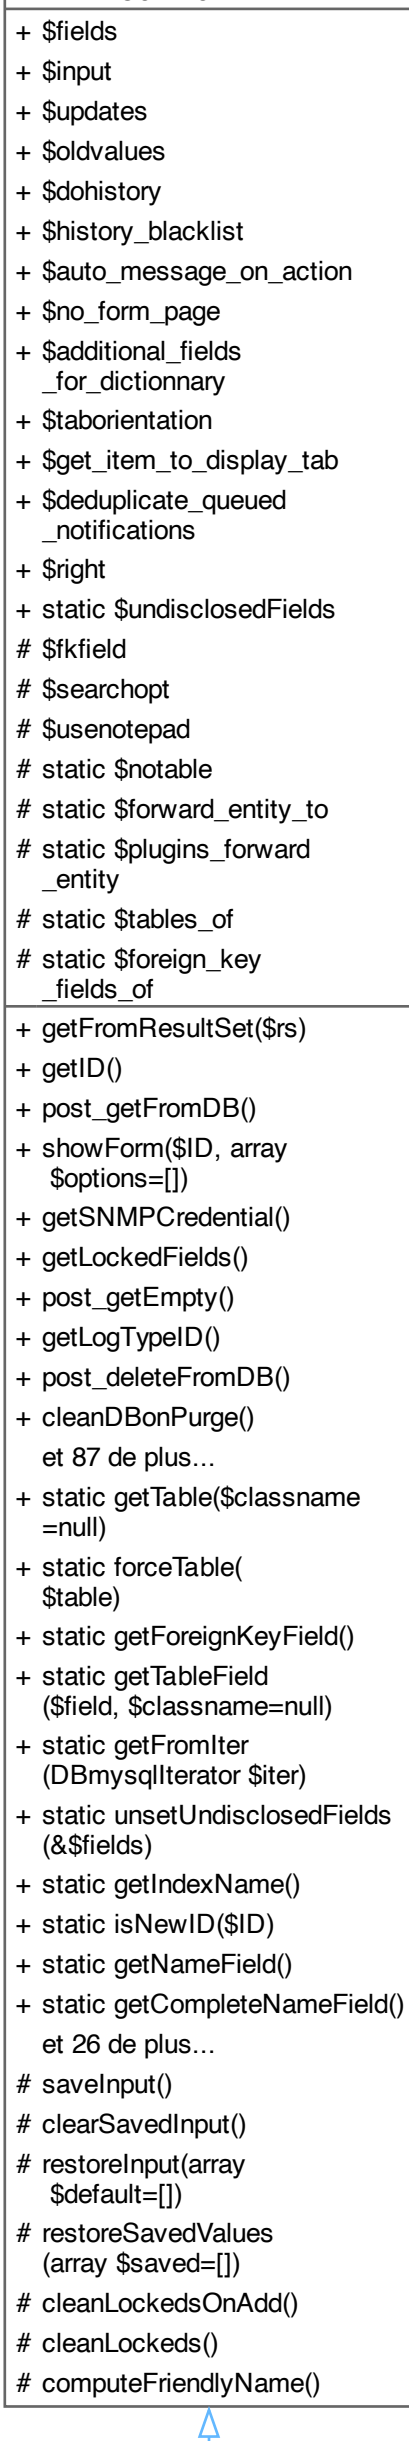 + $fields
+ $input
+ $updates
+ $oldvalues
+ $dohistory
+ $history_blacklist
+ $auto_message_on_action
+ $no_form_page
+ $additional_fields
_for_dictionnary
+ $taborientation
+ $get_item_to_display_tab
+ $deduplicate_queued
_notifications
+ $right
+ static $undisclosedFields
# $fkfield
# $searchopt
# $usenotepad
# static $notable
# static $forward_entity_to
# static $plugins_forward
_entity
# static $tables_of
# static $foreign_key
_fields_of
+ getFromResultSet($rs)
+ getID()
+ post_getFromDB()
+ showForm($ID, array
$options=[])
+ getSNMPCredential()
+ getLockedFields()
+ post_getEmpty()
+ getLogTypeID()
+ post_deleteFromDB()
+ cleanDBonPurge()
et 87 de plus...
+ static getTable($classname
=null)
+ static forceTable(
$table)
+ static getForeignKeyField()
+ static getTableField
($field, $classname=null)
+ static getFromIter
(DBmysqlIterator $iter)
+ static unsetUndisclosedFields
(&$fields)
+ static getIndexName()
+ static isNewID($ID)
+ static getNameField()
+ static getCompleteNameField()
et 26 de plus...
# saveInput()
# clearSavedInput()
# restoreInput(array
$default=[])
# restoreSavedValues
(array $saved=[])
# cleanLockedsOnAdd()
# cleanLockeds()
# computeFriendlyName()